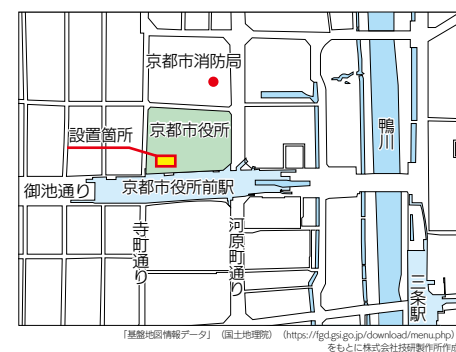 京都市消防局
設置箇所
京都市役所
鴨川
御池通り
京都市役所前駅
寺町通り
河原町通り
三条駅
「基盤地図情報データ」（国土地理院）（https://fgd.gsi.go.jp/download/menu.php）
をもとに株式会社技研製作所作成